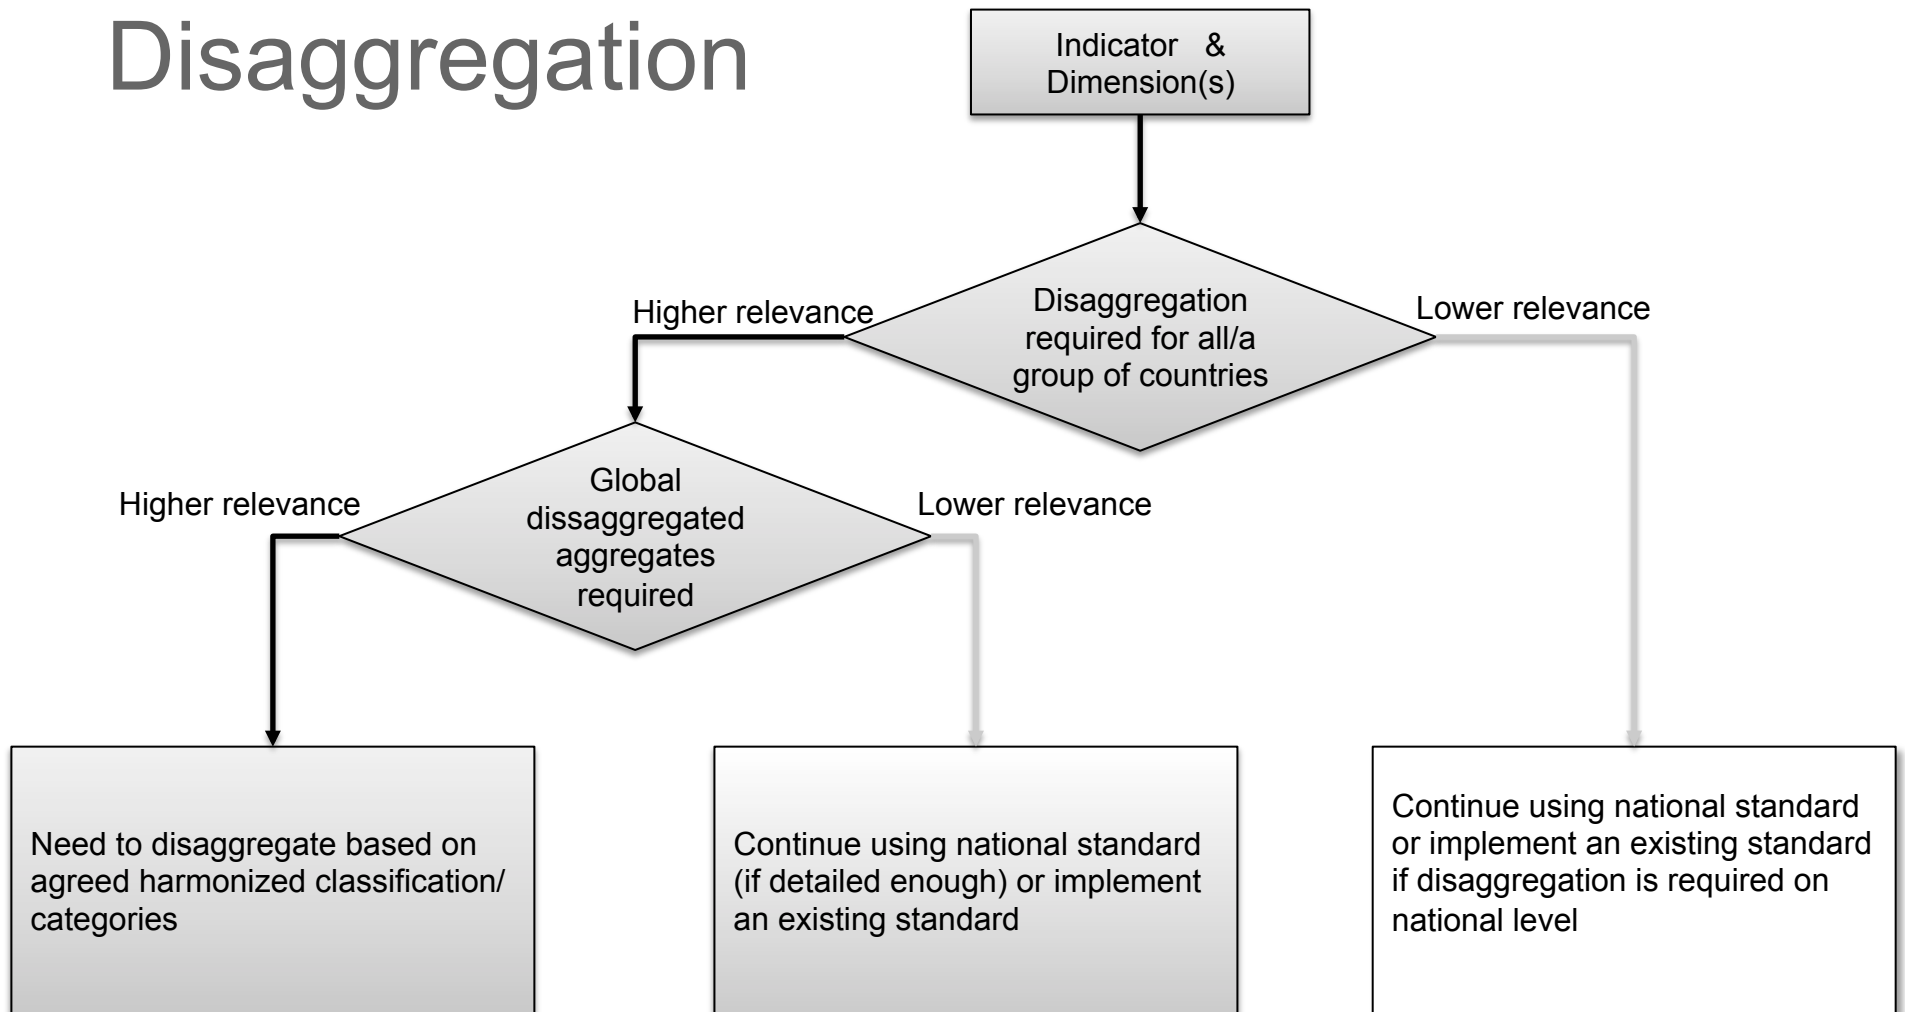 Disaggregation
Indicator &
Dimension(s)
Disaggregation
required for all/a
group of countries
Higher relevance
Lower relevance
Global
dissaggregated
aggregates
required
Higher relevance
Lower relevance
Need to disaggregate based on
agreed harmonized classification/
categories
Continue using national standard
(if detailed enough) or implement
an existing standard
Continue using national standard
or implement an existing standard
if disaggregation is required on
national level